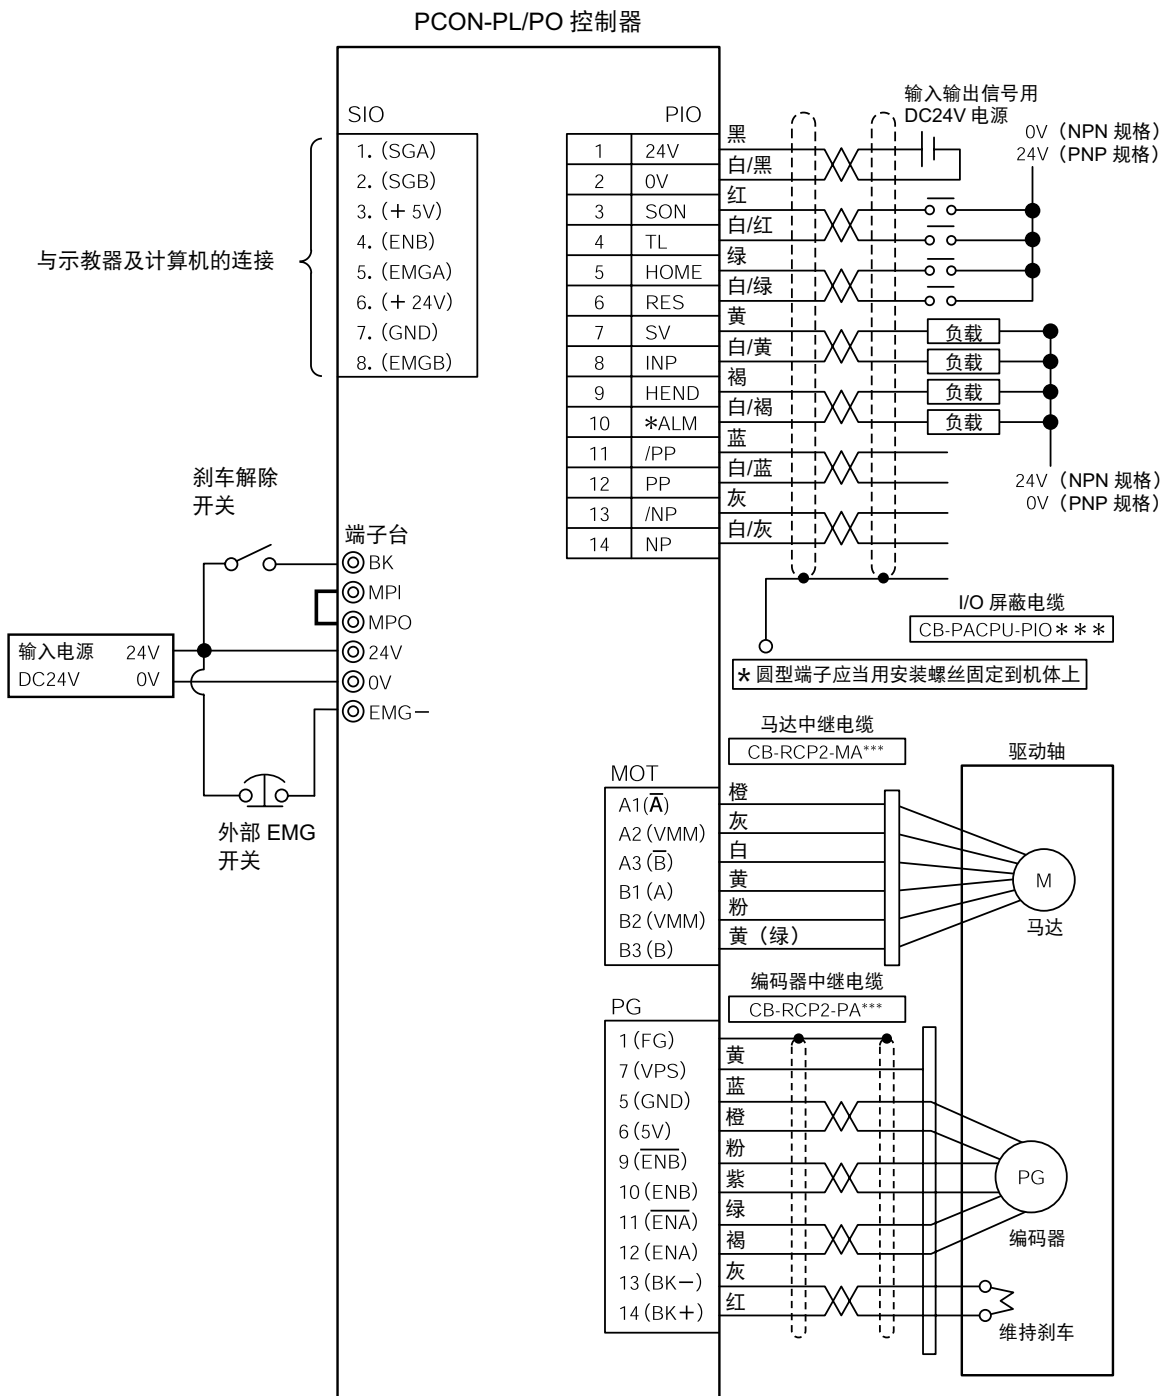 PCON-PL/PO 控制器
SIO
1. (SGA)
2. (SGB)
3. (+ 5V)
4. (ENB)
5. (EMGA)
6. (+ 24V)
7. (GND)
8. (EMGB)
与示教器及计算机的连接
PIO
1 24V 黑
2 0V 白/黑
3 SON 红
4 TL 白/红
5 HOME 绿
6 RES 白/绿
7 SV 黄
8 INP 白/黄
9 HEND 褐
10 *ALM 白/褐
11 /PP 蓝
12 PP 白/蓝
13 /NP 灰
14 NP 白/灰
输入输出信号用
DC24V 电源
0V（NPN 规格）
24V（PNP 规格）
负载
负载
负载
负载
24V（NPN 规格）
0V（PNP 规格）
I/O 屏蔽电缆
CB-PACPU-PIO＊＊＊
＊圆型端子应当用安装螺丝固定到机体上
刹车解除
开关
端子台
BK
MPI
MPO
24V
0V
EMG−
输入电源 24V
DC24V 0V
外部 EMG
开关
马达中继电缆
CB-RCP2-MA***
驱动轴
MOT
A1(A̅) 橙
A2(VMM) 灰
A3(B̅) 白
B1(A) 黄
B2(VMM) 粉
B3(B) 黄（绿）
M
马达
编码器中继电缆
CB-RCP2-PA***
PG
1(FG)
7(VPS) 黄
5(GND) 蓝
6(5V) 橙
9(E̅N̅B̅) 粉
10(ENB) 紫
11(E̅N̅A̅) 绿
12(ENA) 褐
13(BK−) 灰
14(BK+) 红
PG
编码器
维持刹车